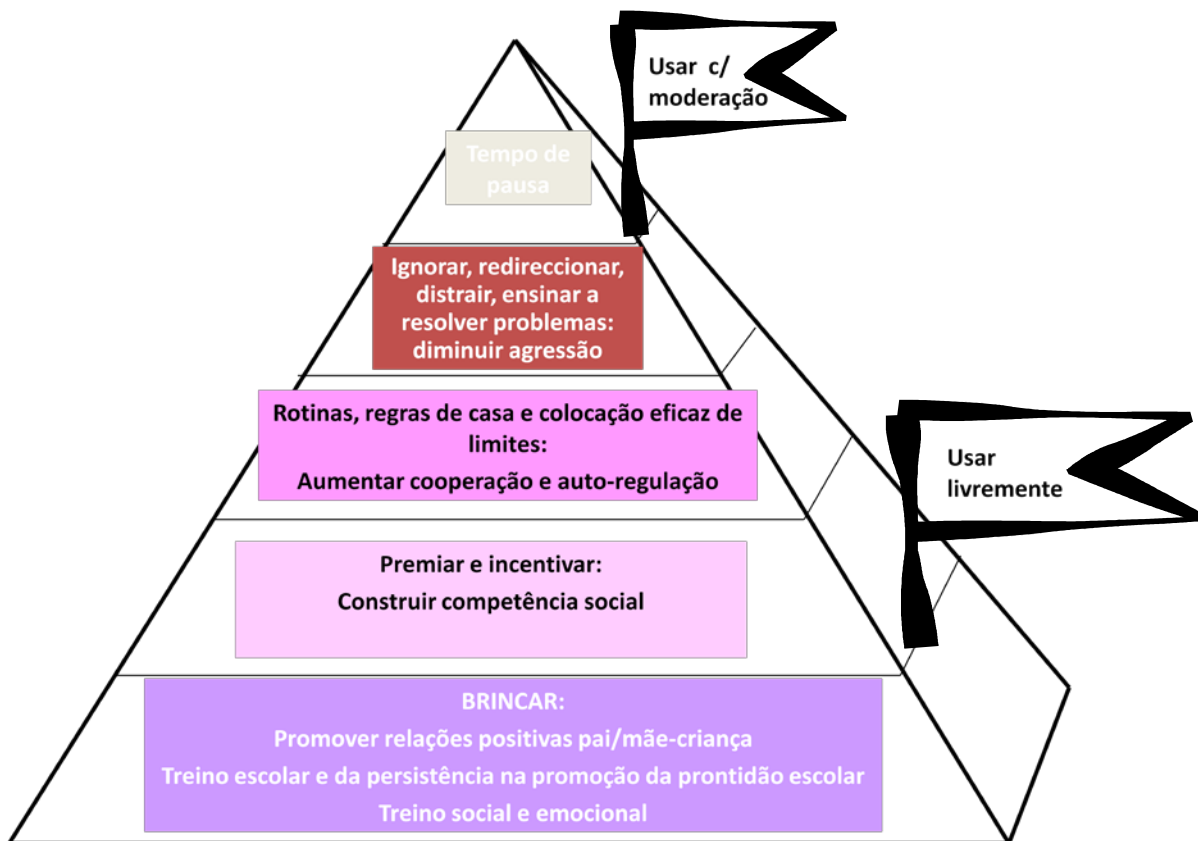 Usar c/
moderação
Tempo de
pausa
Ignorar, redireccionar,
distrair, ensinar a
resolver problemas:
diminuir agressão
Rotinas, regras de casa e colocação eficaz de
limites:
Aumentar cooperação e auto-regulação
Usar
livremente
Premiar e incentivar:
Construir competência social
BRINCAR:
Promover relações positivas pai/mãe-criança
Treino escolar e da persistência na promoção da prontidão escolar
Treino social e emocional